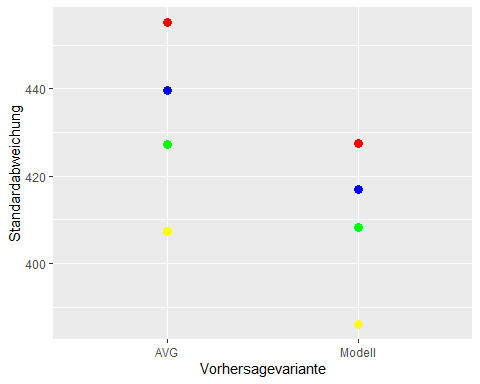 Standardabweichung
440
420
400
AVG
Modell
Vorhersagevariante